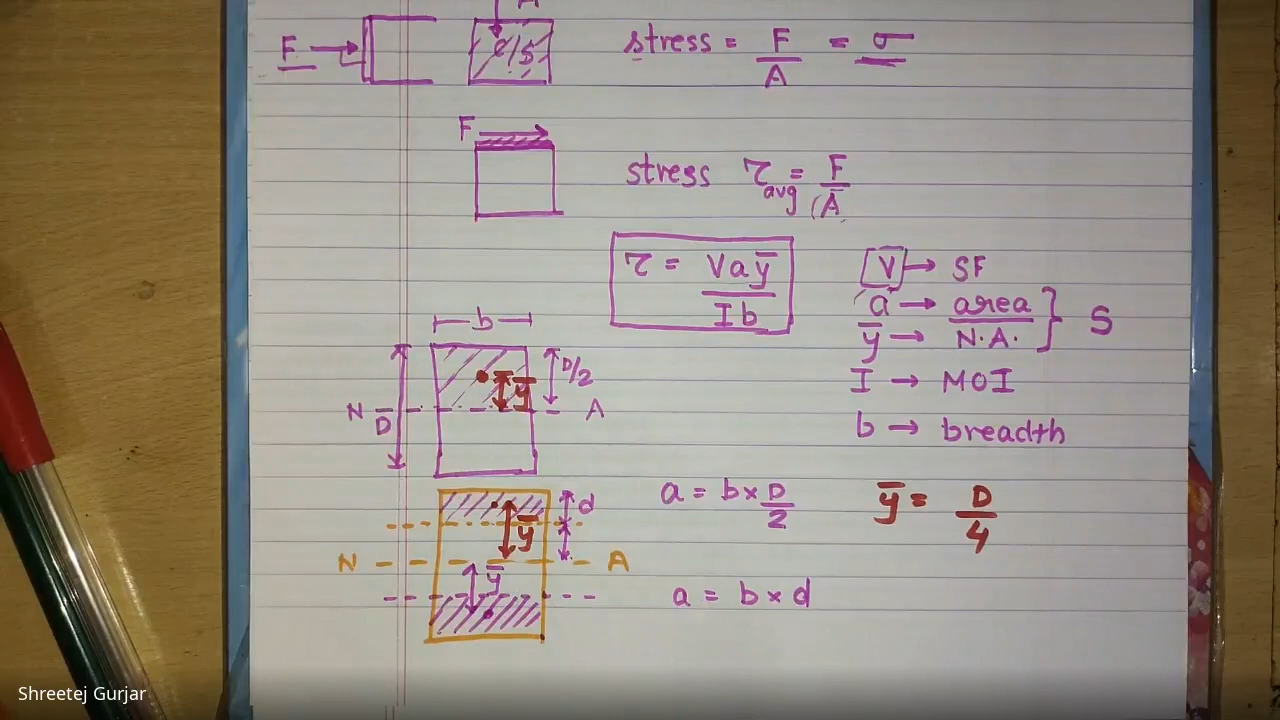 A
F
C/S
stress = F/A = σ
F
stress τavg = F/A
τ = Vaȳ/Ib
V → SF
a → area
ȳ → N.A. } S
I → MOI
b → breadth
b
D/2
ȳ
N
D
A
a = b × D/2
ȳ = D/4
d
ȳ
N
A
ȳ
a = b × d
Shreetej Gurjar